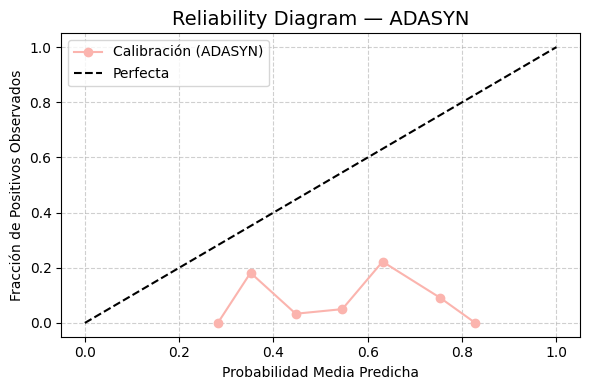 Reliability Diagram — ADASYN
Calibración (ADASYN)
Perfecta
Fracción de Positivos Observados
1.0
0.8
0.6
0.4
0.2
0.0
0.0 0.2 0.4 0.6 0.8 1.0
Probabilidad Media Predicha